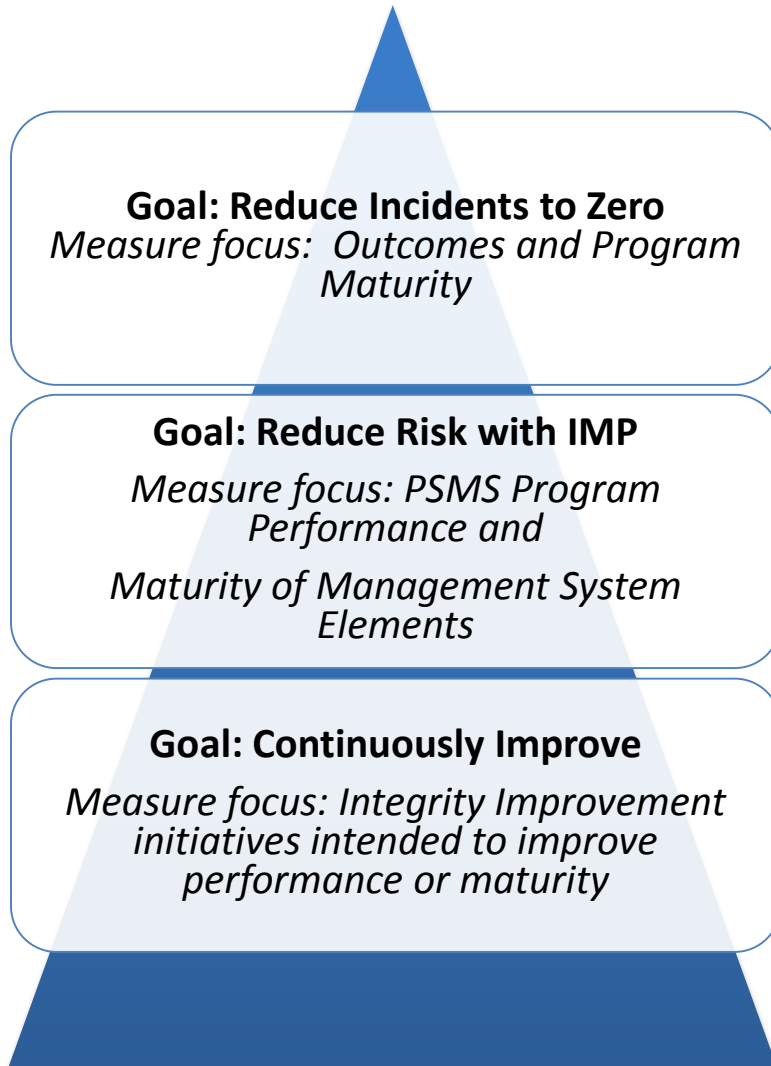 Goal: Reduce Incidents to Zero
Measure focus:  Outcomes and Program
Maturity
Goal: Reduce Risk with IMP
Measure focus: PSMS Program
Performance and
Maturity of Management System
Elements
Goal: Continuously Improve
Measure focus: Integrity Improvement
initiatives intended to improve
performance or maturity